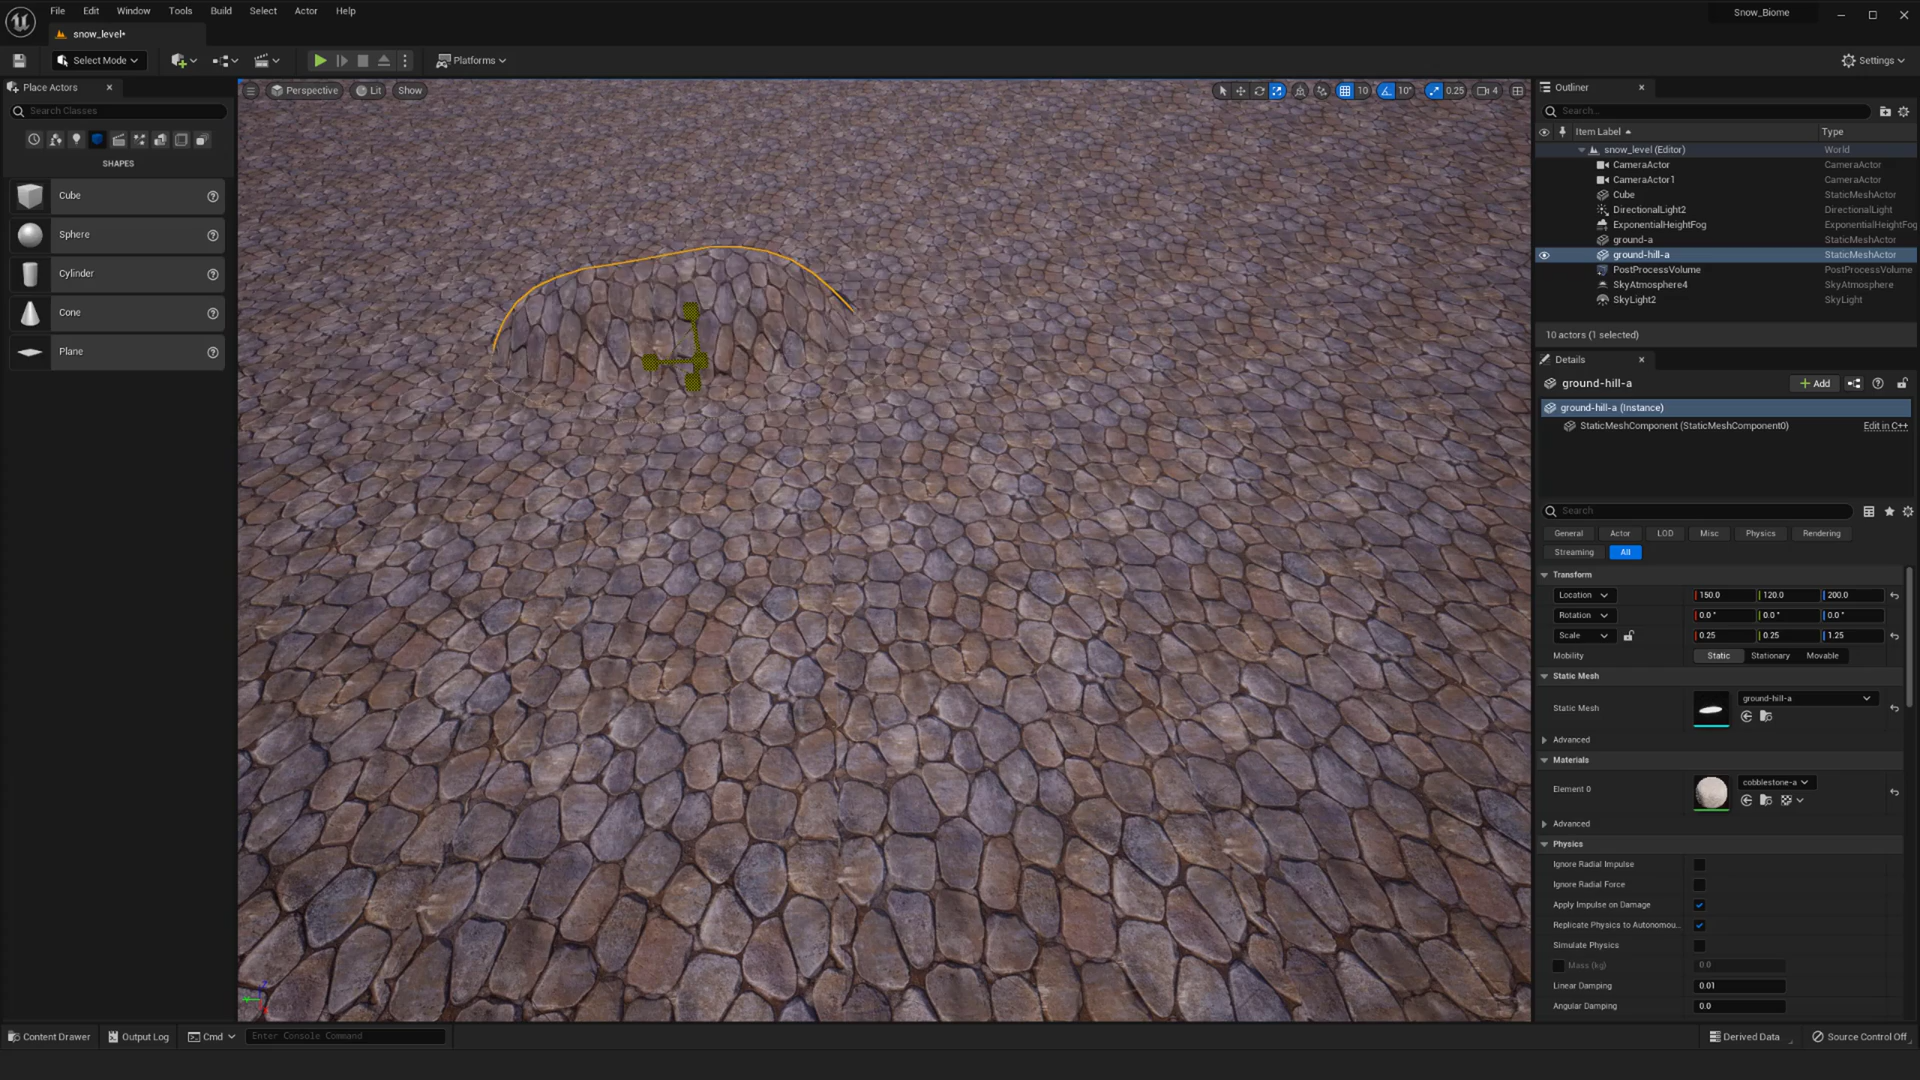 File Edit Window Tools Build Select Actor Help
Snow_Biome
snow_level•
Select Mode
Platforms
Settings
Place Actors
Search Classes
SHAPES
Cube
Sphere
Cylinder
Cone
Plane
Perspective Lit Show
10 10° 0.25 4
Outliner
Search...
Item Label Type
snow_level (Editor) World
CameraActor CameraActor
CameraActor1 CameraActor
Cube StaticMeshActor
DirectionalLight2 DirectionalLight
ExponentialHeightFog ExponentialHeightFog
ground-a StaticMeshActor
ground-hill-a StaticMeshActor
PostProcessVolume PostProcessVolume
SkyAtmosphere4 SkyAtmosphere
SkyLight2 SkyLight
10 actors (1 selected)
Details
ground-hill-a
+ Add
ground-hill-a (Instance)
StaticMeshComponent (StaticMeshComponent0) Edit in C++
Search
General Actor LOD Misc Physics Rendering
Streaming All
Transform
Location 150.0 120.0 200.0
Rotation 0.0 ° 0.0 ° 0.0 °
Scale 0.25 0.25 1.25
Mobility Static Stationary Movable
Static Mesh
Static Mesh ground-hill-a
Advanced
Materials
Element 0 cobblestone-a
Advanced
Physics
Ignore Radial Impulse
Ignore Radial Force
Apply Impulse on Damage
Replicate Physics to Autonomou...
Simulate Physics
Mass (kg) 0.0
Linear Damping 0.01
Angular Damping 0.0
Content Drawer Output Log Cmd Enter Console Command
Derived Data Source Control Off